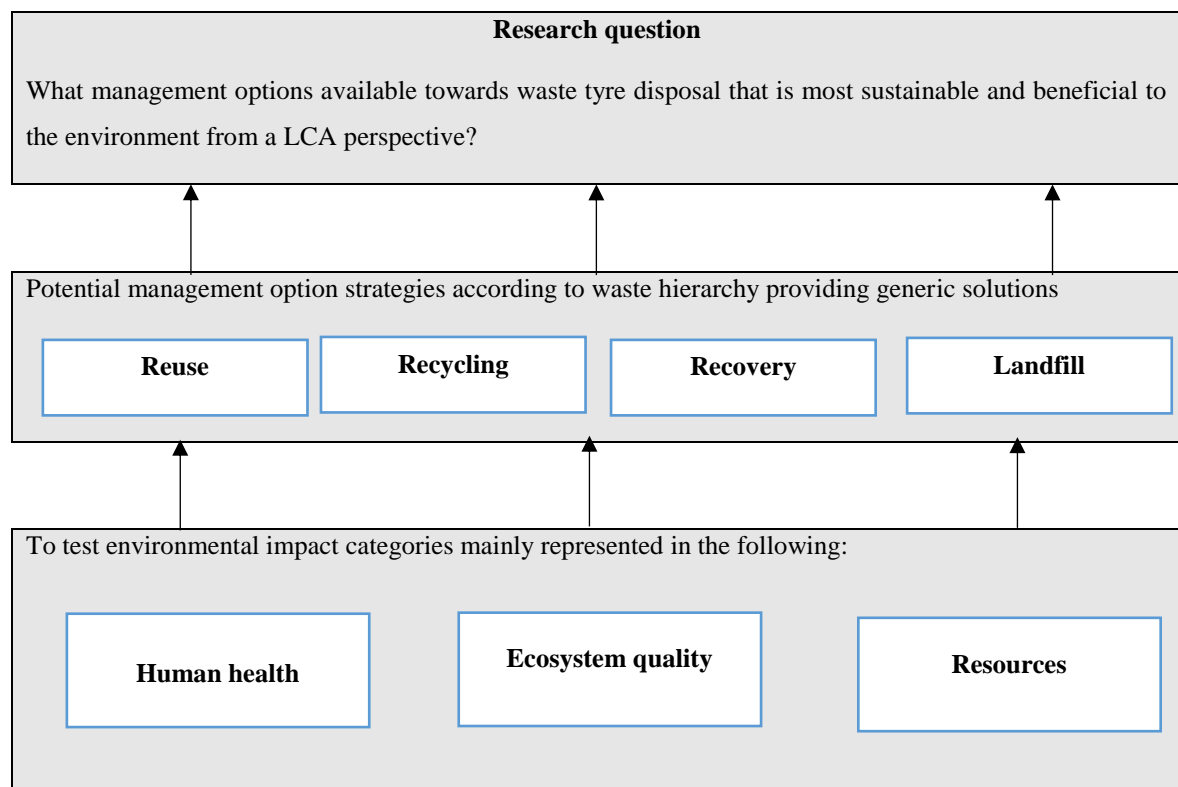 Research question
What management options available towards waste tyre disposal that is most sustainable and beneficial to
the environment from a LCA perspective?
Potential management option strategies according to waste hierarchy providing generic solutions
Reuse
Recycling
Recovery
Landfill
To test environmental impact categories mainly represented in the following:
Human health
Ecosystem quality
Resources